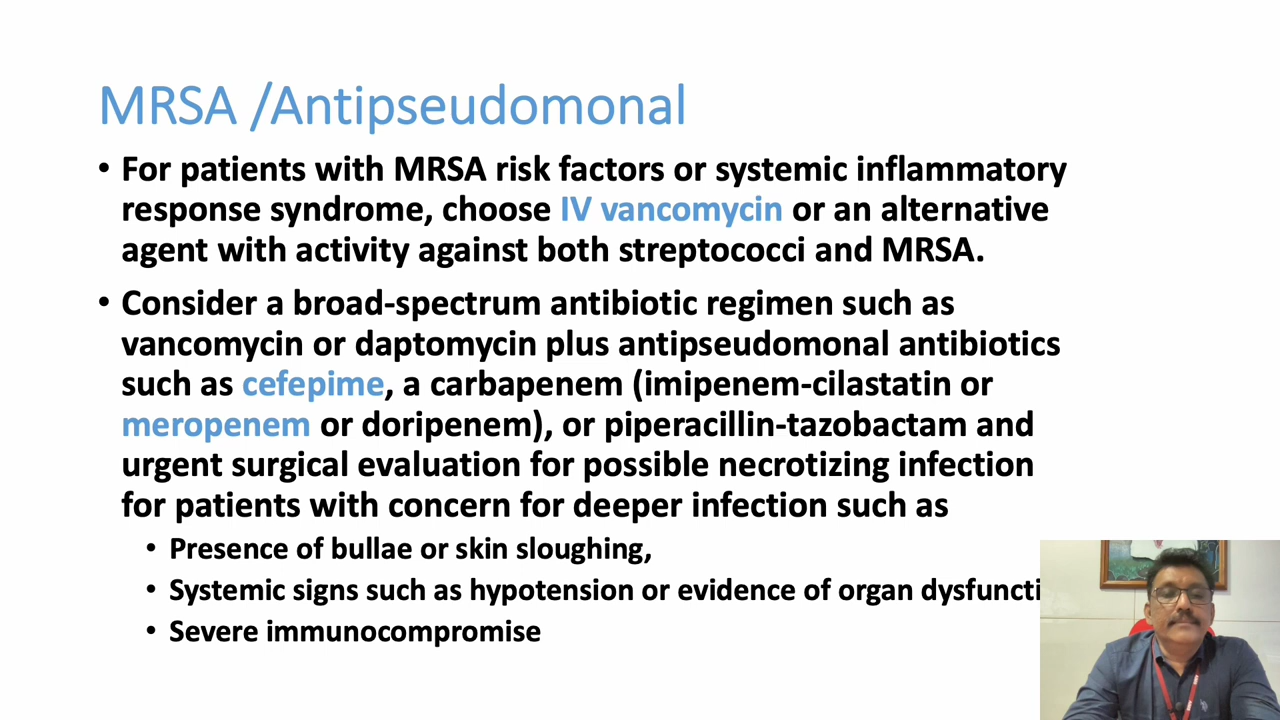 MRSA /Antipseudomonal
• For patients with MRSA risk factors or systemic inflammatory
response syndrome, choose IV vancomycin or an alternative
agent with activity against both streptococci and MRSA.
• Consider a broad-spectrum antibiotic regimen such as
vancomycin or daptomycin plus antipseudomonal antibiotics
such as cefepime, a carbapenem (imipenem-cilastatin or
meropenem or doripenem), or piperacillin-tazobactam and
urgent surgical evaluation for possible necrotizing infection
for patients with concern for deeper infection such as
• Presence of bullae or skin sloughing,
• Systemic signs such as hypotension or evidence of organ dysfuncti
• Severe immunocompromise